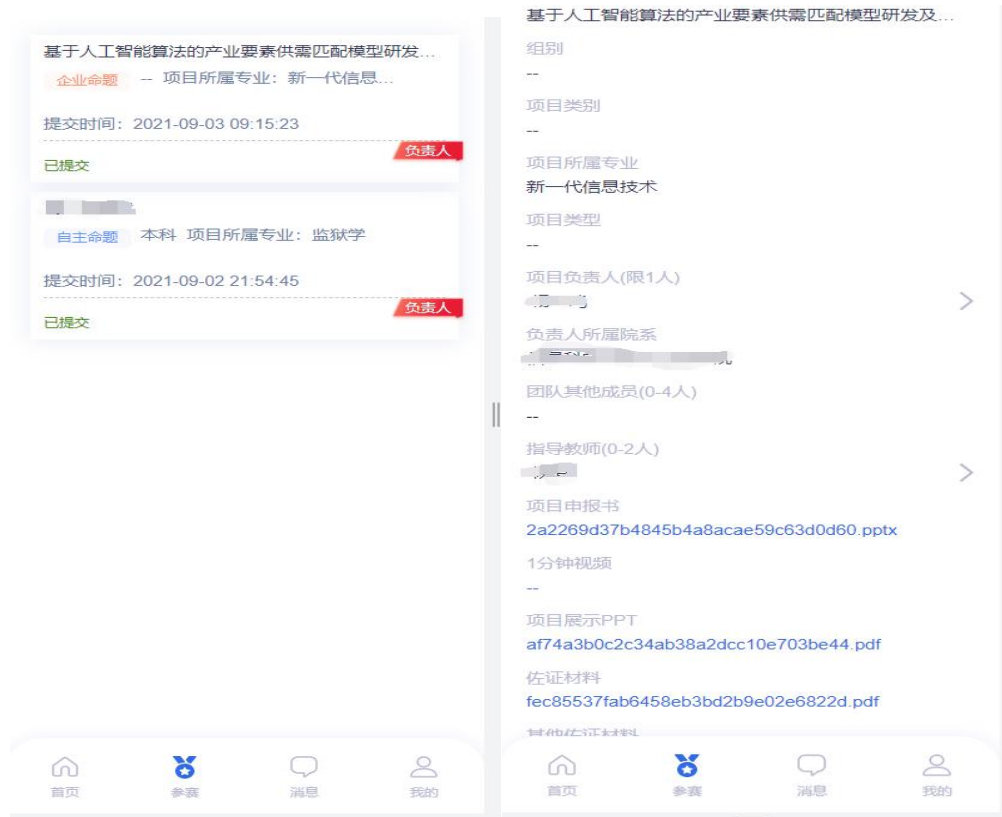 基于人工智能算法的产业要素供需匹配模型研发...
企业命题 -- 项目所属专业：新一代信息...
提交时间：2021-09-03 09:15:23
负责人
已提交
自主命题 本科 项目所属专业：监狱学
提交时间：2021-09-02 21:54:45
负责人
已提交
首页 参赛 消息 我的
基于人工智能算法的产业要素供需匹配模型研发及...
组别
--
项目类别
--
项目所属专业
新一代信息技术
项目类型
--
项目负责人(限1人)
负责人所属院系
团队其他成员(0-4人)
--
指导教师(0-2人)
项目申报书
2a2269d37b4845b4a8acae59c63d0d60.pptx
1分钟视频
--
项目展示PPT
af74a3b0c2c34ab38a2dcc10e703be44.pdf
佐证材料
fec85537fab6458eb3bd2b9e02e6822d.pdf
其他佐证材料
首页 参赛 消息 我的